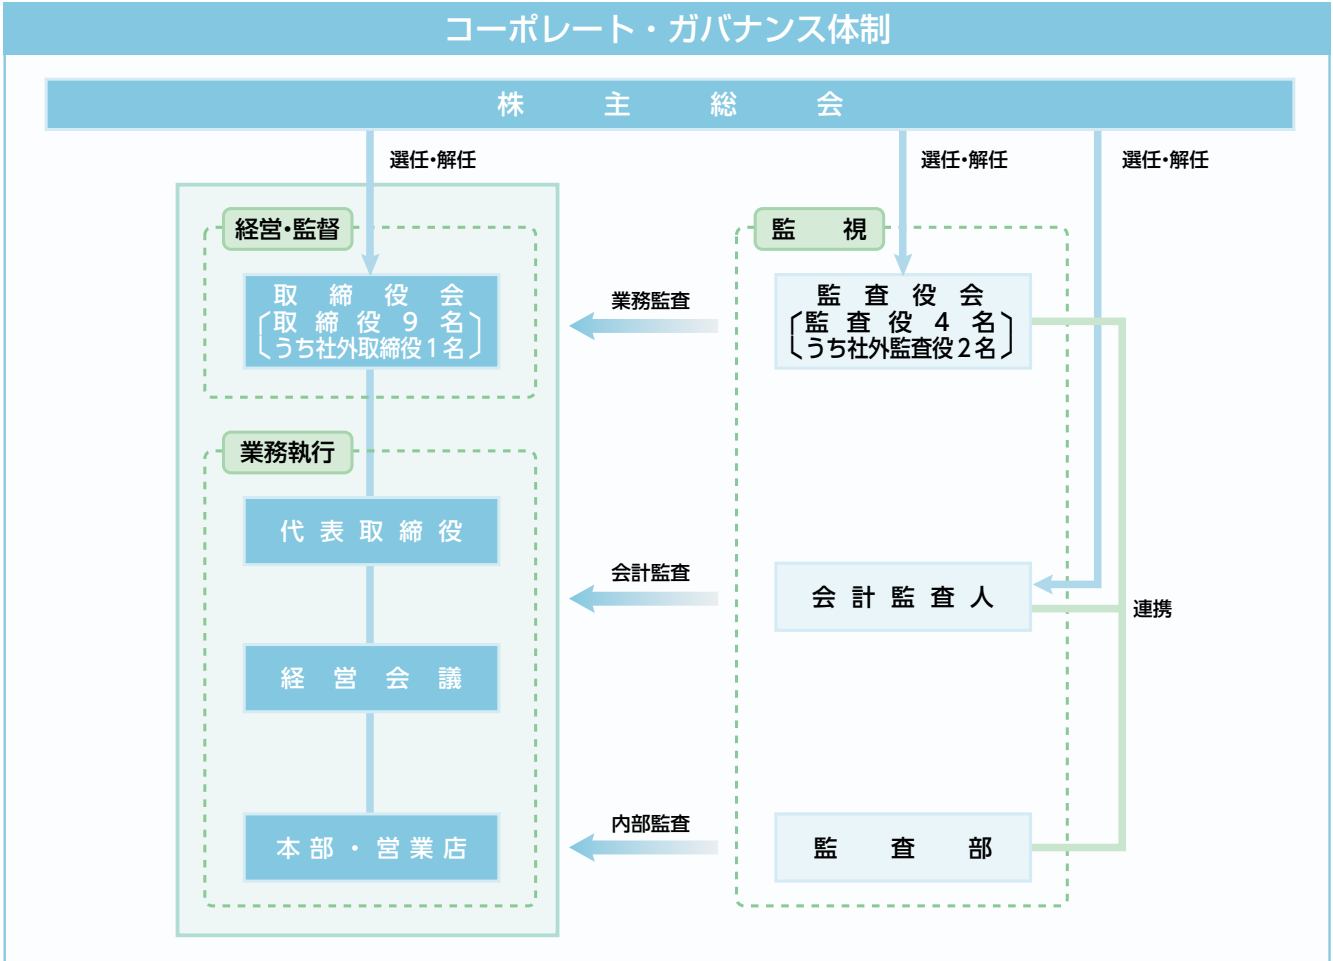 コーポレート・ガバナンス体制
株主総会
選任・解任
選任・解任
選任・解任
経営・監督
取締役会
取締役9名
うち社外取締役1名
業務監査
監視
監査役会
監査役4名
うち社外監査役2名
業務執行
代表取締役
会計監査
会計監査人
連携
経営会議
本部・営業店
内部監査
監査部